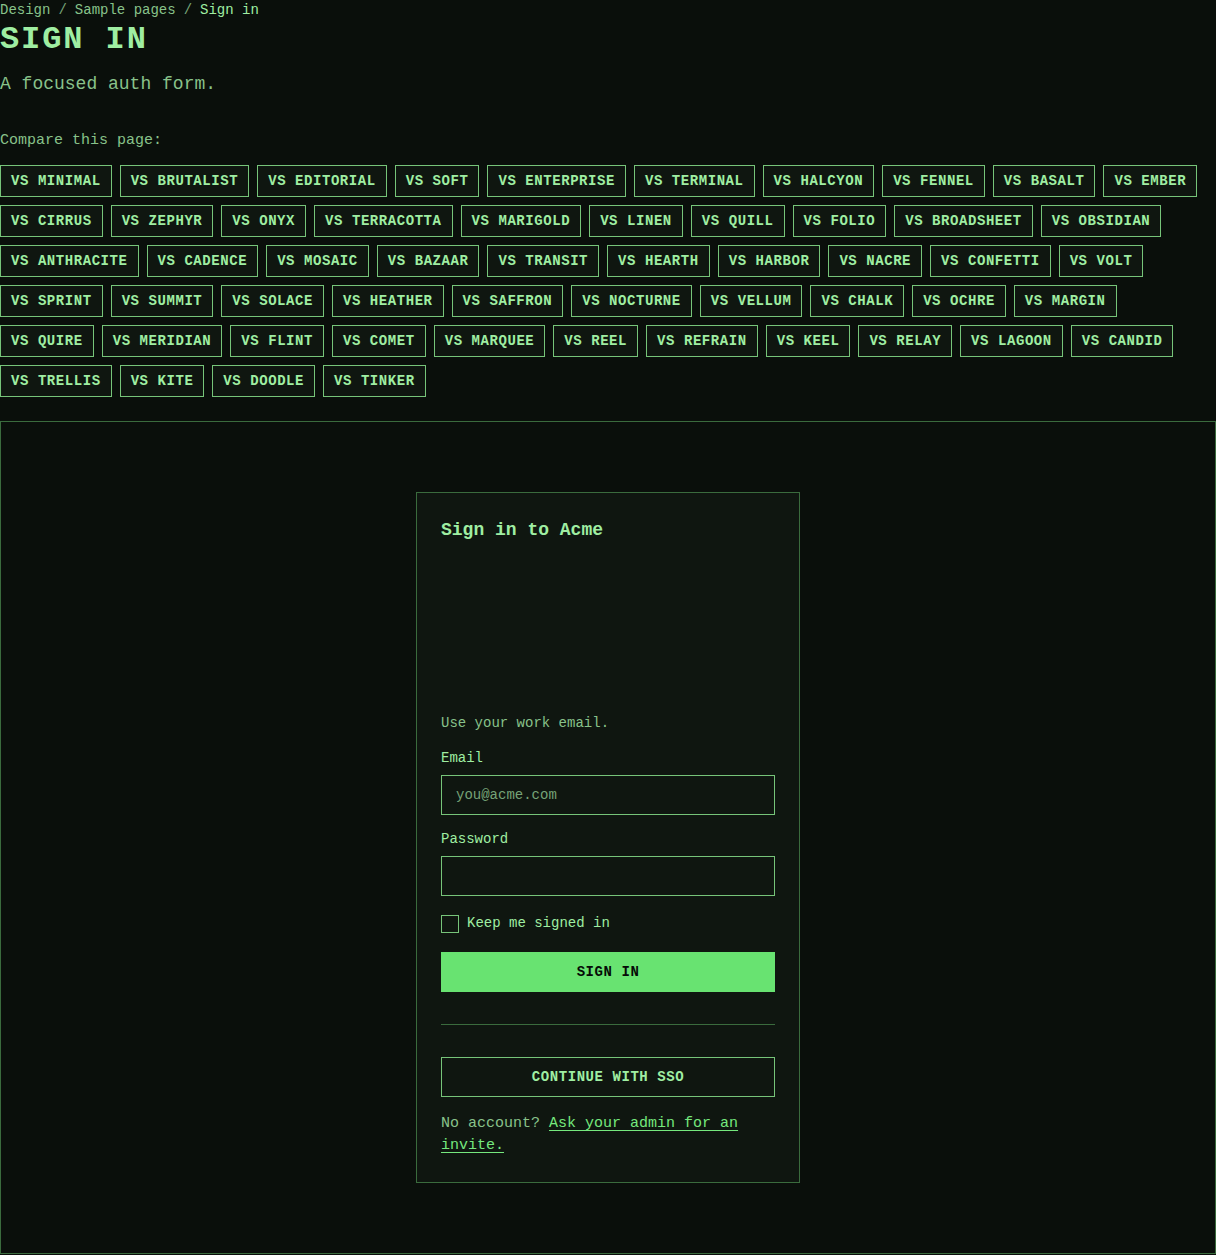 Design / Sample pages / Sign in
SIGN IN
A focused auth form.
Compare this page:
VS MINIMAL VS BRUTALIST VS EDITORIAL VS SOFT VS ENTERPRISE VS TERMINAL VS HALCYON VS FENNEL VS BASALT VS EMBER
VS CIRRUS VS ZEPHYR VS ONYX VS TERRACOTTA VS MARIGOLD VS LINEN VS QUILL VS FOLIO VS BROADSHEET VS OBSIDIAN
VS ANTHRACITE VS CADENCE VS MOSAIC VS BAZAAR VS TRANSIT VS HEARTH VS HARBOR VS NACRE VS CONFETTI VS VOLT
VS SPRINT VS SUMMIT VS SOLACE VS HEATHER VS SAFFRON VS NOCTURNE VS VELLUM VS CHALK VS OCHRE VS MARGIN
VS QUIRE VS MERIDIAN VS FLINT VS COMET VS MARQUEE VS REEL VS REFRAIN VS KEEL VS RELAY VS LAGOON VS CANDID
VS TRELLIS VS KITE VS DOODLE VS TINKER
Sign in to Acme
Use your work email.
Email
you@acme.com
Password
Keep me signed in
SIGN IN
CONTINUE WITH SSO
No account? Ask your admin for an
invite.